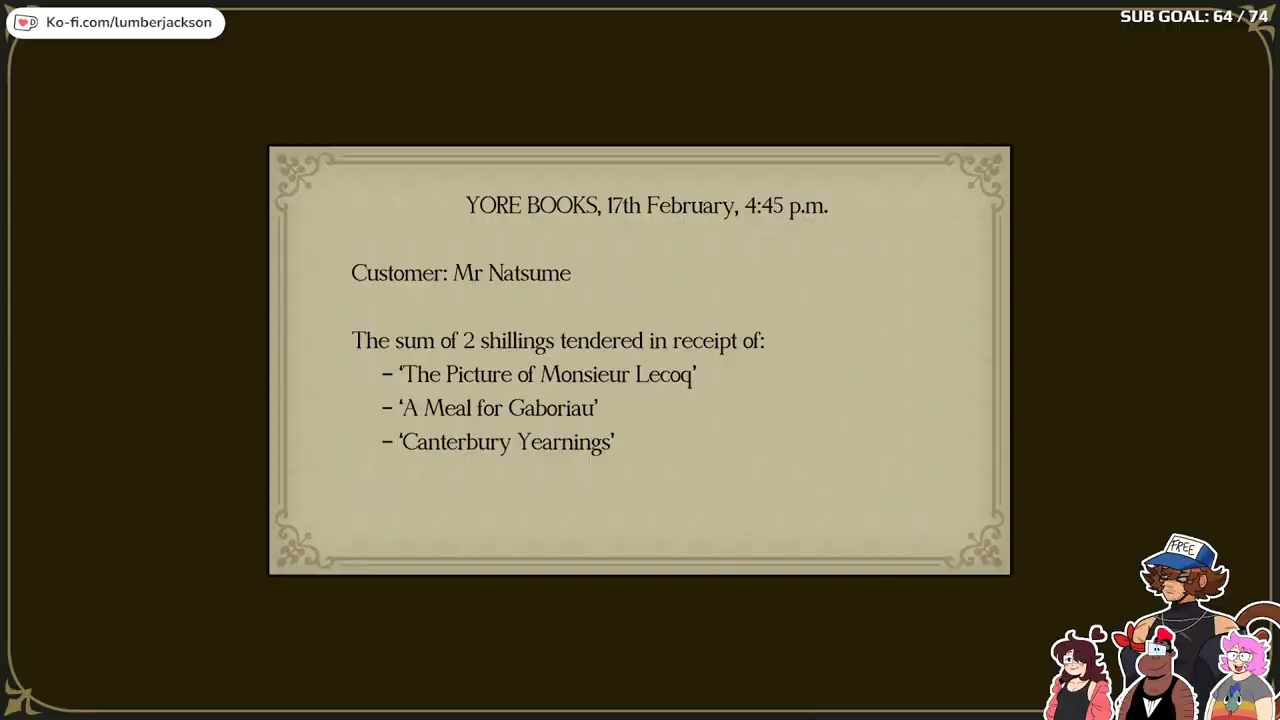 Ko-fi.com/lumberjackson
SUB GOAL: 64 / 74
YORE BOOKS, 17th February, 4:45 p.m.
Customer: Mr Natsume
The sum of 2 shillings tendered in receipt of:
– ‘The Picture of Monsieur Lecoq’
– ‘A Meal for Gaboriau’
– ‘Canterbury Yearnings’
FREE